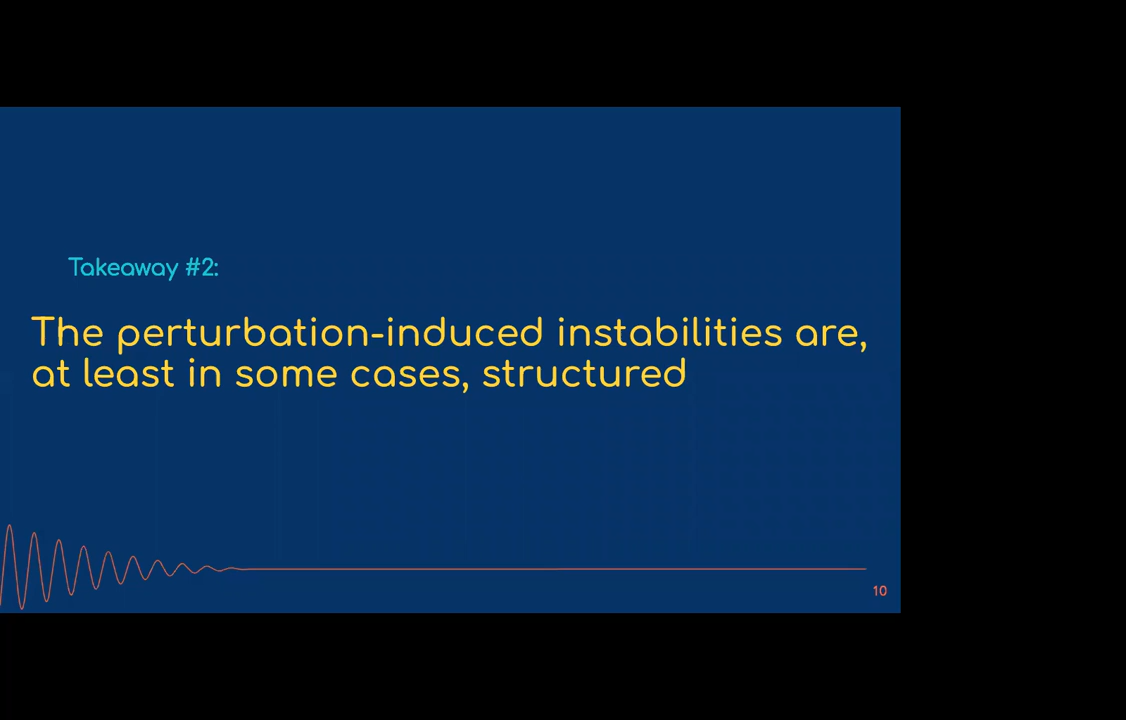 Takeaway #2:
The perturbation-induced instabilities are,
at least in some cases, structured
10